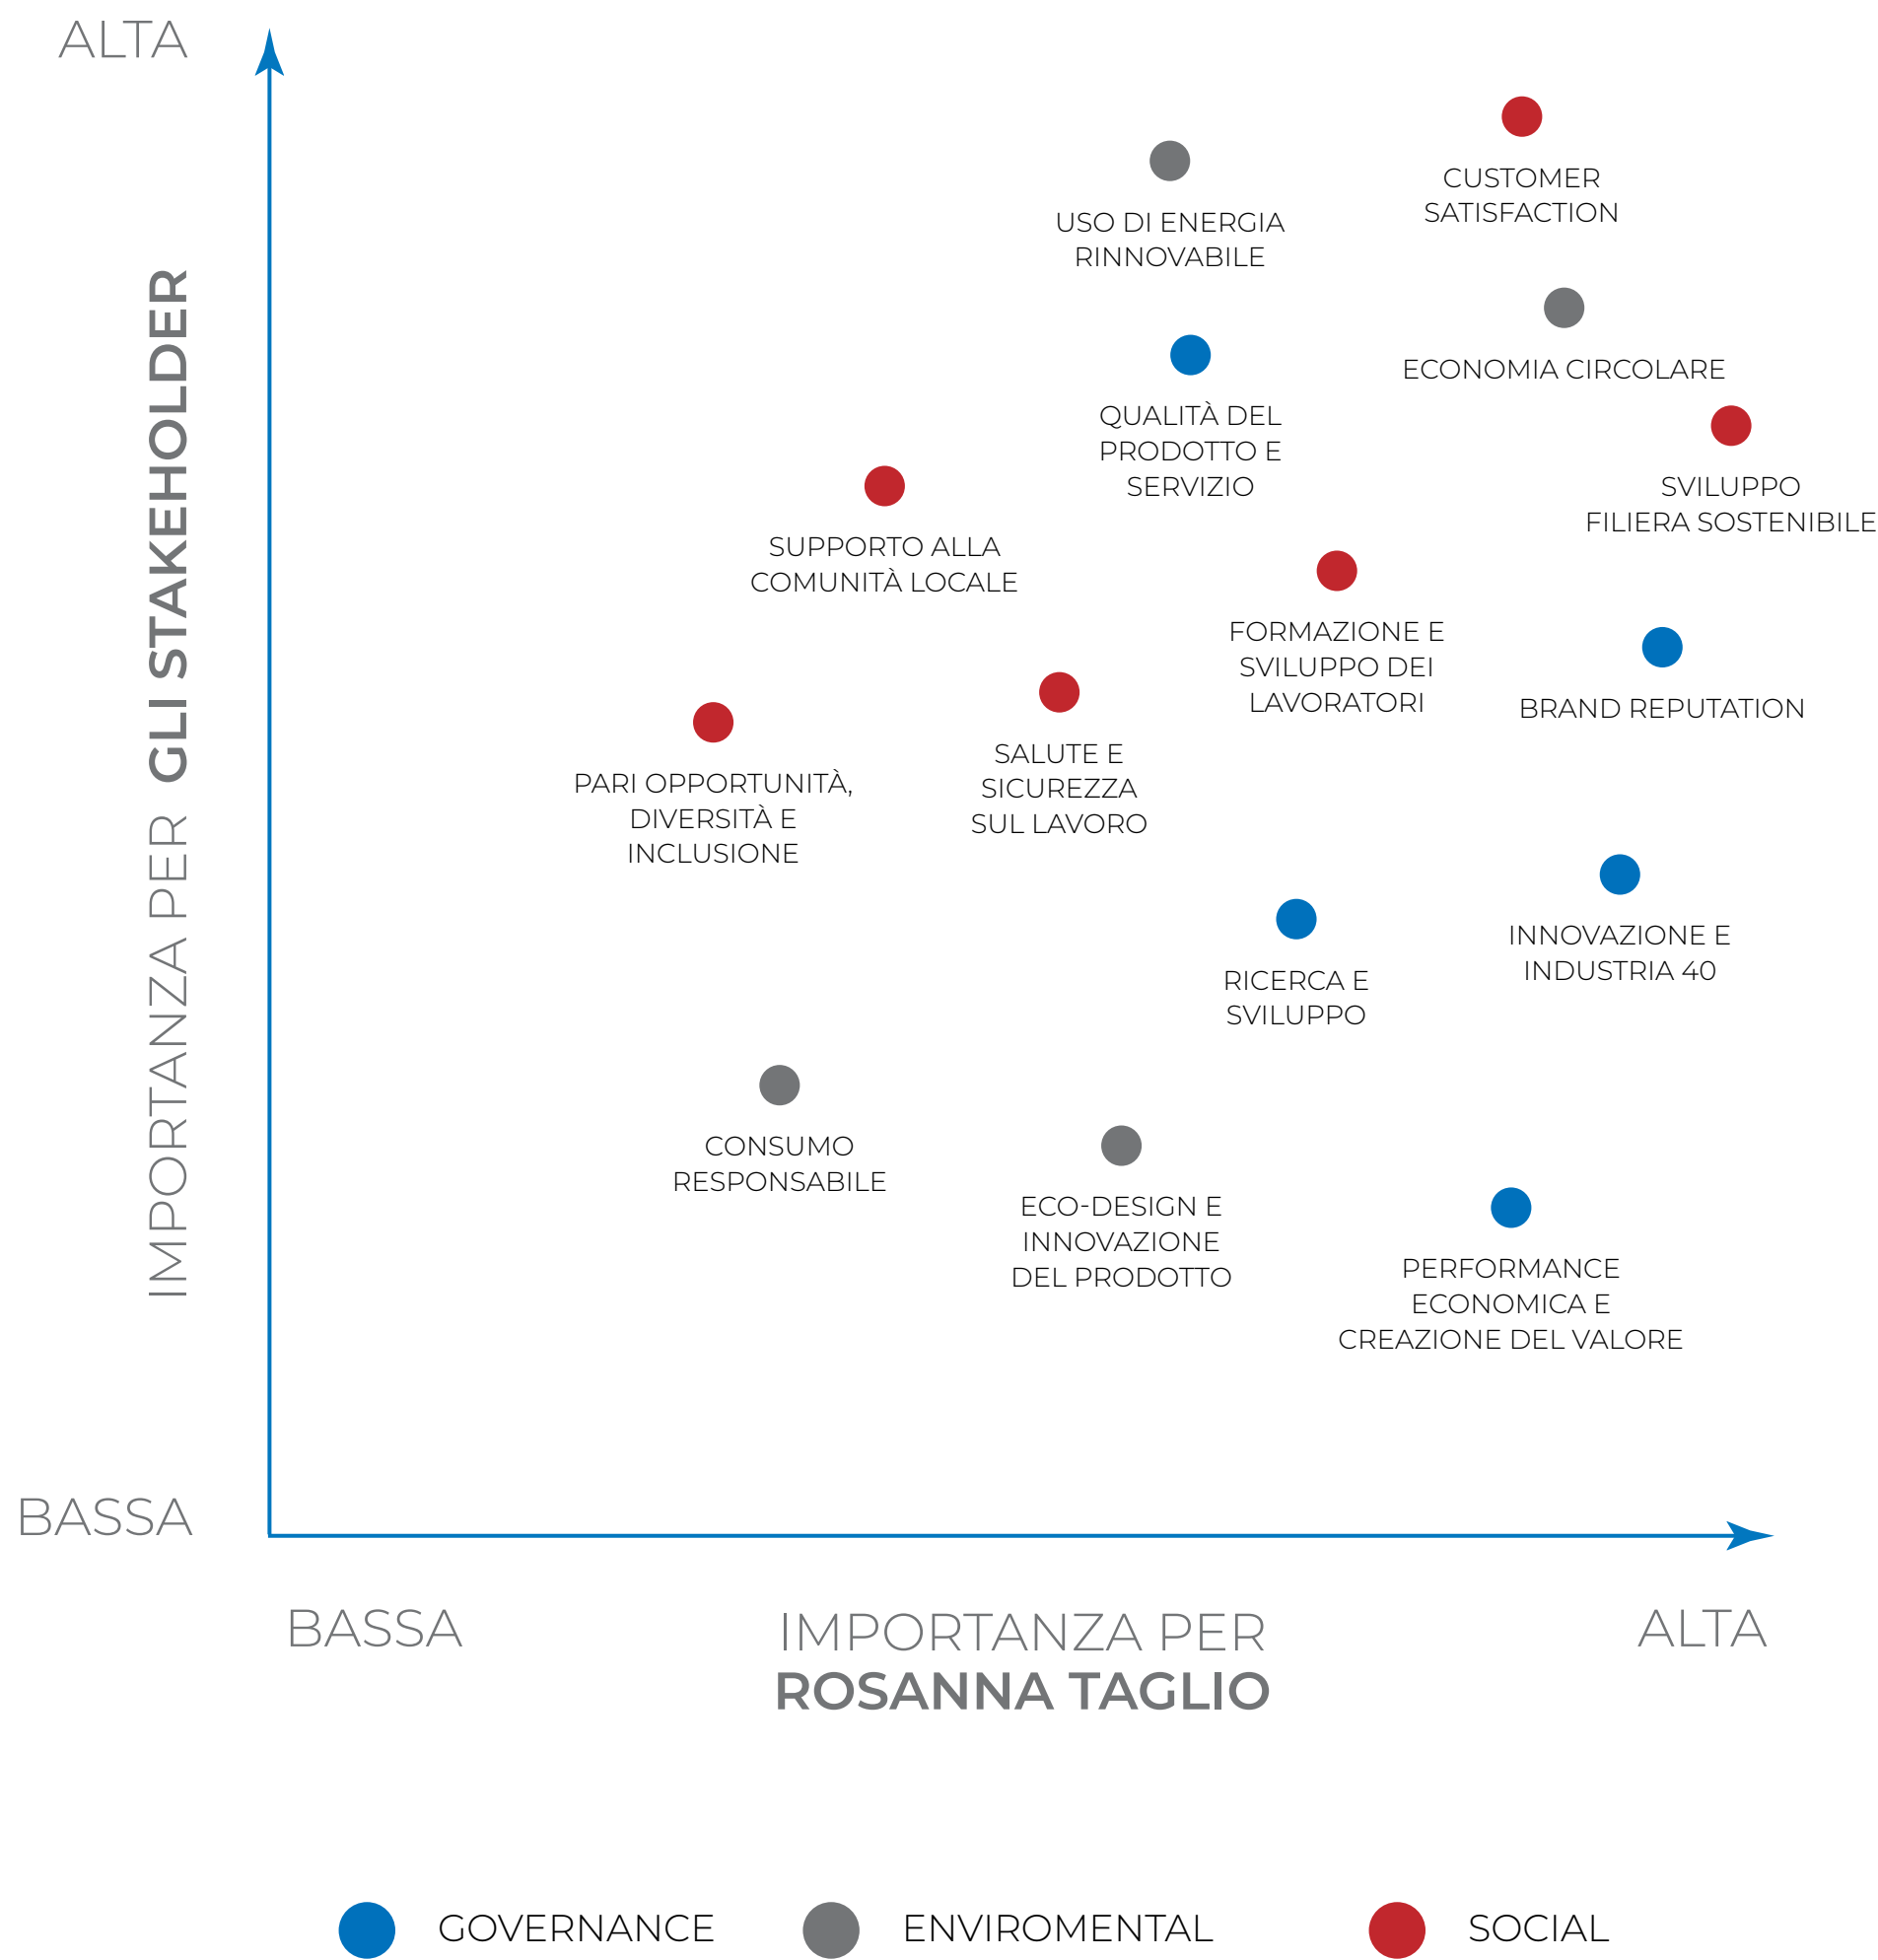 ALTA
CUSTOMER
SATISFACTION
USO DI ENERGIA
RINNOVABILE
ECONOMIA CIRCOLARE
QUALITÀ DEL
PRODOTTO E
SERVIZIO
SVILUPPO
FILIERA SOSTENIBILE
SUPPORTO ALLA
COMUNITÀ LOCALE
FORMAZIONE E
SVILUPPO DEI
LAVORATORI
BRAND REPUTATION
SALUTE E
SICUREZZA
SUL LAVORO
PARI OPPORTUNITÀ,
DIVERSITÀ E
INCLUSIONE
INNOVAZIONE E
INDUSTRIA 40
RICERCA E
SVILUPPO
CONSUMO
RESPONSABILE
ECO-DESIGN E
INNOVAZIONE
DEL PRODOTTO
PERFORMANCE
ECONOMICA E
CREAZIONE DEL VALORE
IMPORTANZA PER GLI STAKEHOLDER
BASSA
BASSA
IMPORTANZA PER
ROSANNA TAGLIO
ALTA
GOVERNANCE
ENVIROMENTAL
SOCIAL